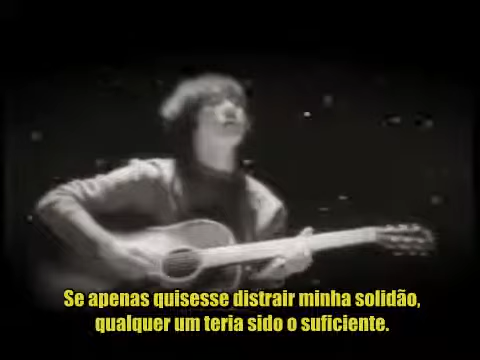 Se apenas quisesse distrair minha solidão,
qualquer um teria sido o suficiente.